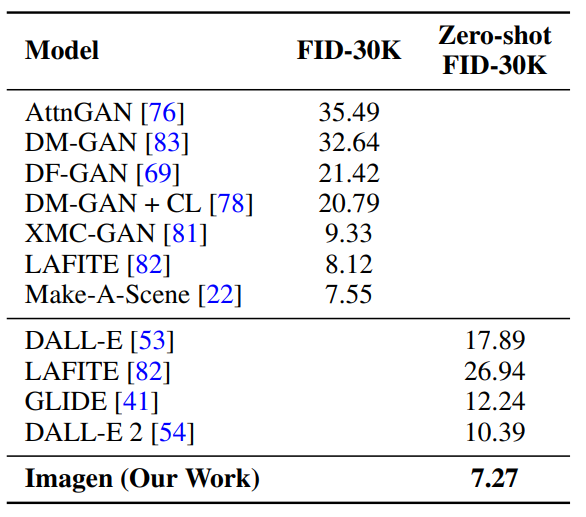 Model FID-30K Zero-shot FID-30K
AttnGAN [76] 35.49
DM-GAN [83] 32.64
DF-GAN [69] 21.42
DM-GAN + CL [78] 20.79
XMC-GAN [81] 9.33
LAFITE [82] 8.12
Make-A-Scene [22] 7.55
DALL-E [53] 17.89
LAFITE [82] 26.94
GLIDE [41] 12.24
DALL-E 2 [54] 10.39
Imagen (Our Work) 7.27